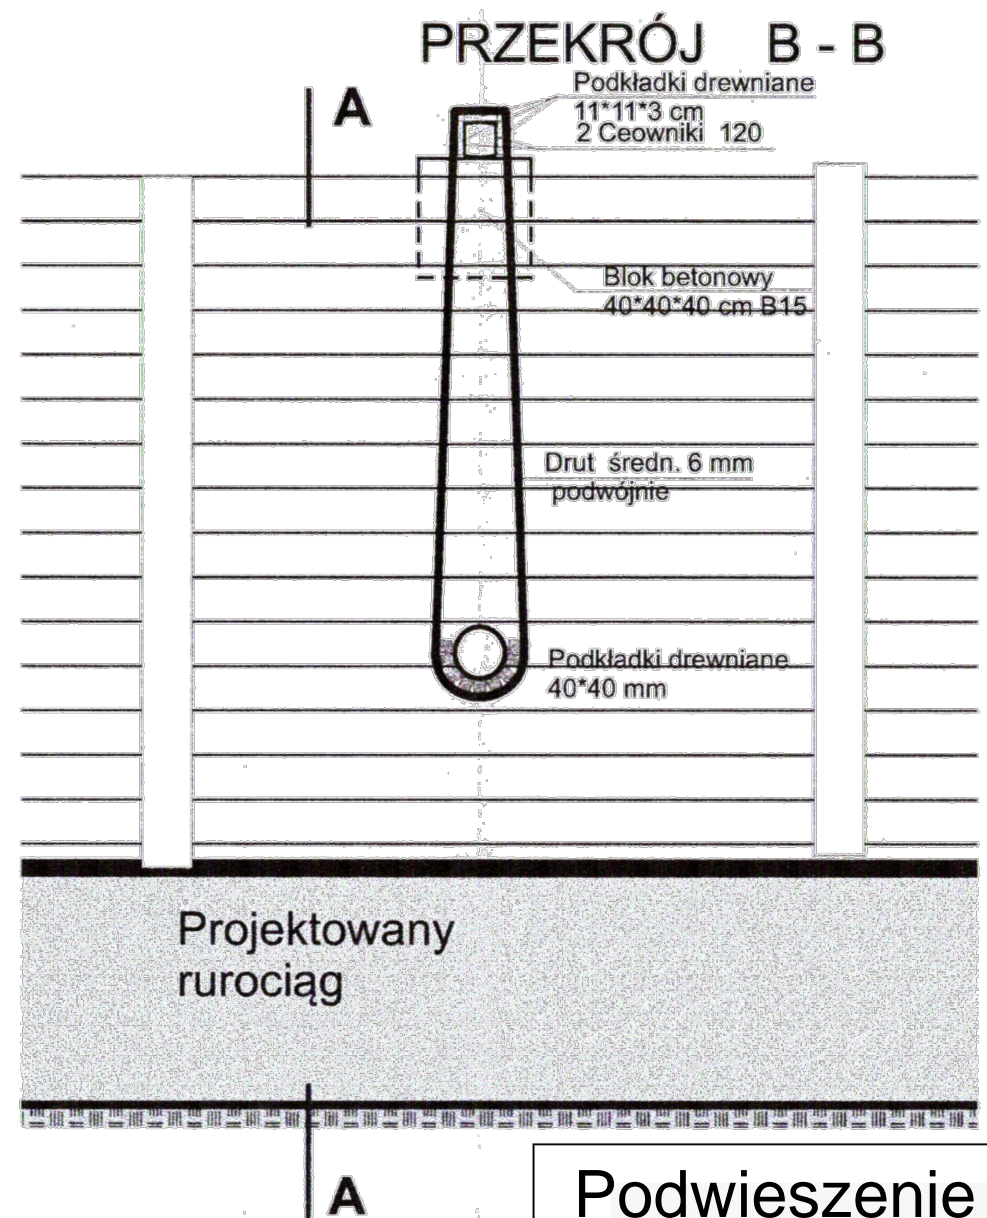 PRZEKRÓJ B - B
Podkładki drewniane
11*11*3 cm
2 Ceowniki 120
A
Blok betonowy
40*40*40 cm B15
Drut średn. 6 mm
podwójnie
Podkładki drewniane
40*40 mm
Projektowany
rurociąg
A
Podwieszenie